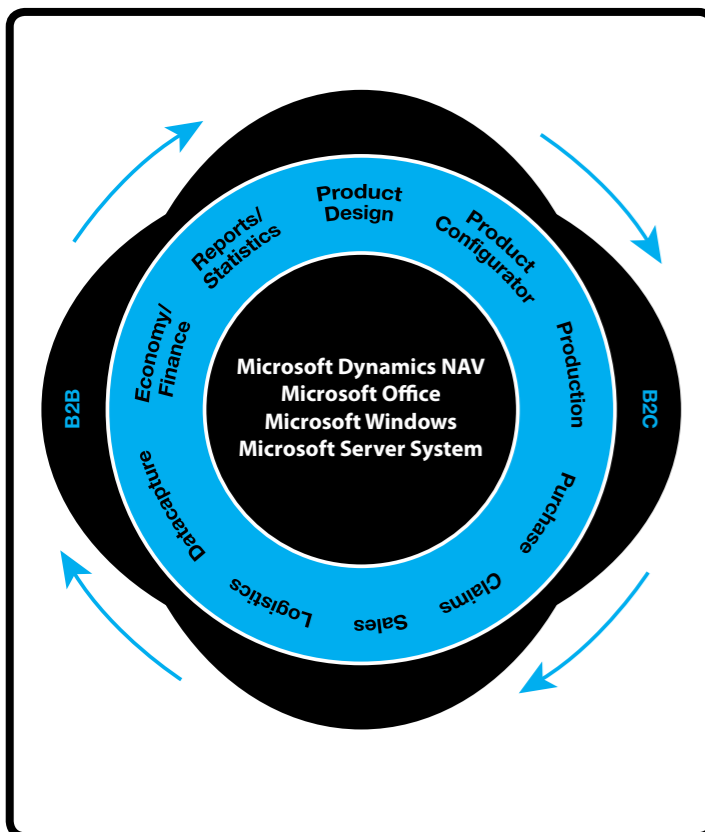 Product
Design
Product
Configurator
Production
Purchase
Claims
Sales
Logistics
Datacapture
Economy/
Finance
Reports/
Statistics
B2B
Microsoft Dynamics NAV
Microsoft Office
Microsoft Windows
Microsoft Server System
B2C